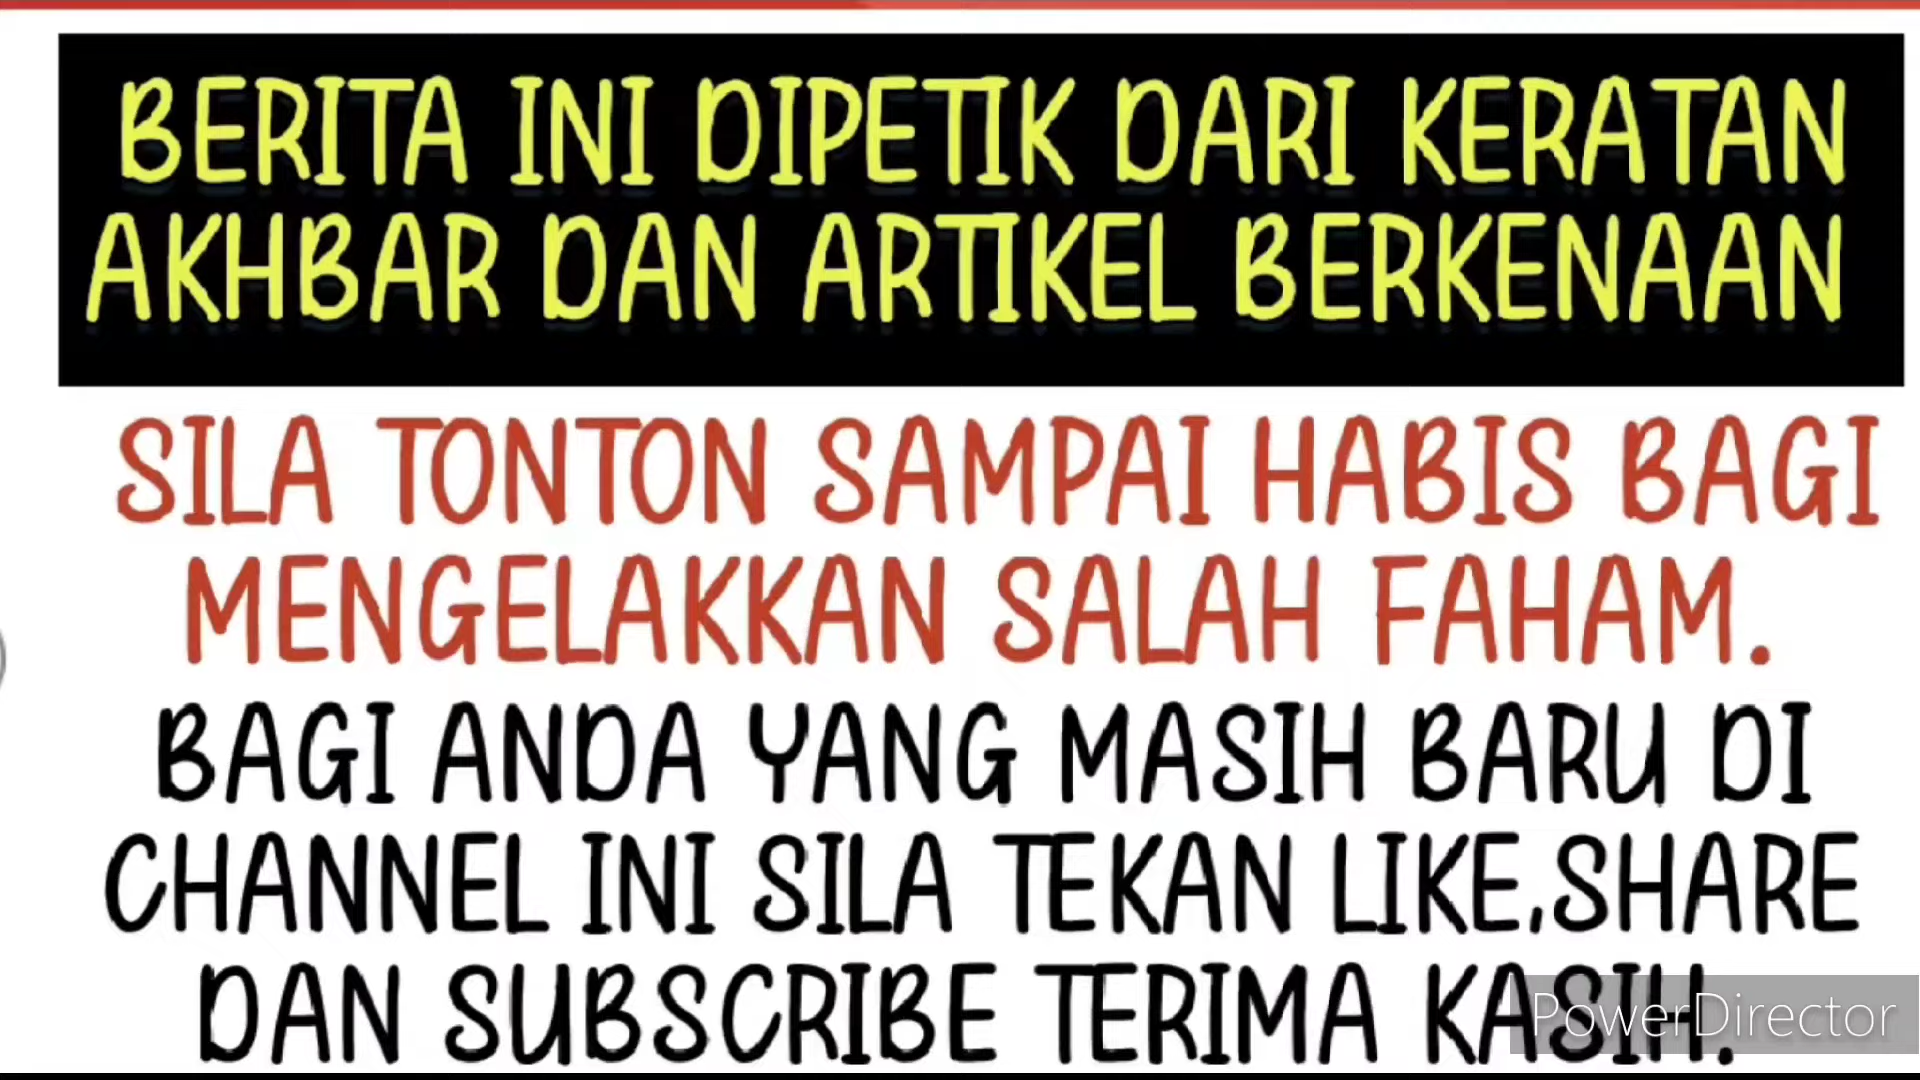 BERITA INI DIPETIK DARI KERATAN
AKHBAR DAN ARTIKEL BERKENAAN
SILA TONTON SAMPAI HABIS BAGI
MENGELAKKAN SALAH FAHAM.
BAGI ANDA YANG MASIH BARU DI
CHANNEL INI SILA TEKAN LIKE,SHARE
DAN SUBSCRIBE TERIMA KASIH.
PowerDirector